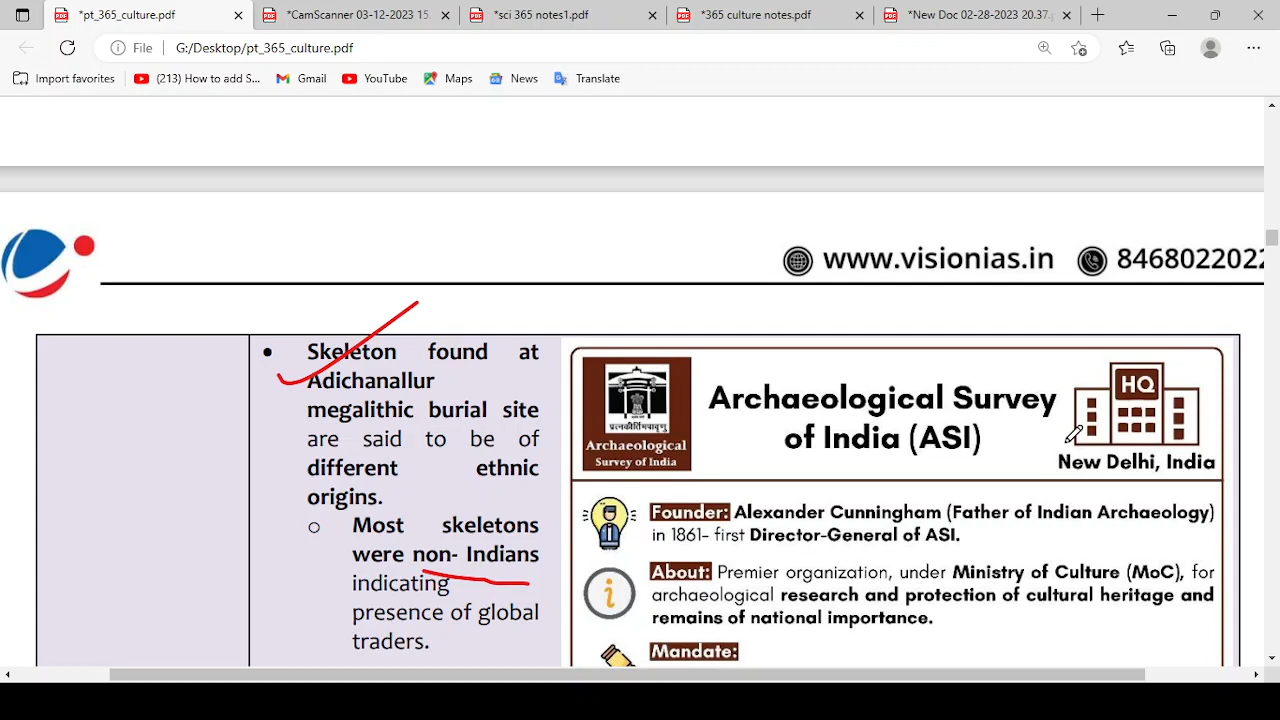 *pt_365_culture.pdf
*CamScanner 03-12-2023 15.
*sci 365 notes1.pdf
*365 culture notes.pdf
*New Doc 02-28-2023 20.37.p
File
G:/Desktop/pt_365_culture.pdf
Import favorites
(213) How to add S...
Gmail
YouTube
Maps
News
Translate
www.visionias.in
8468022022
• Skeleton found at
Adichanallur
megalithic burial site
are said to be of
different ethnic
origins.
o Most skeletons
were non- Indians
indicating
presence of global
traders.
प्रत्नकीर्तिमपावृणु
Archaeological
Survey of India
Archaeological Survey
of India (ASI)
HQ
New Delhi, India
Founder: Alexander Cunningham (Father of Indian Archaeology)
in 1861- first Director-General of ASI.
About: Premier organization, under Ministry of Culture (MoC), for
archaeological research and protection of cultural heritage and
remains of national importance.
Mandate: